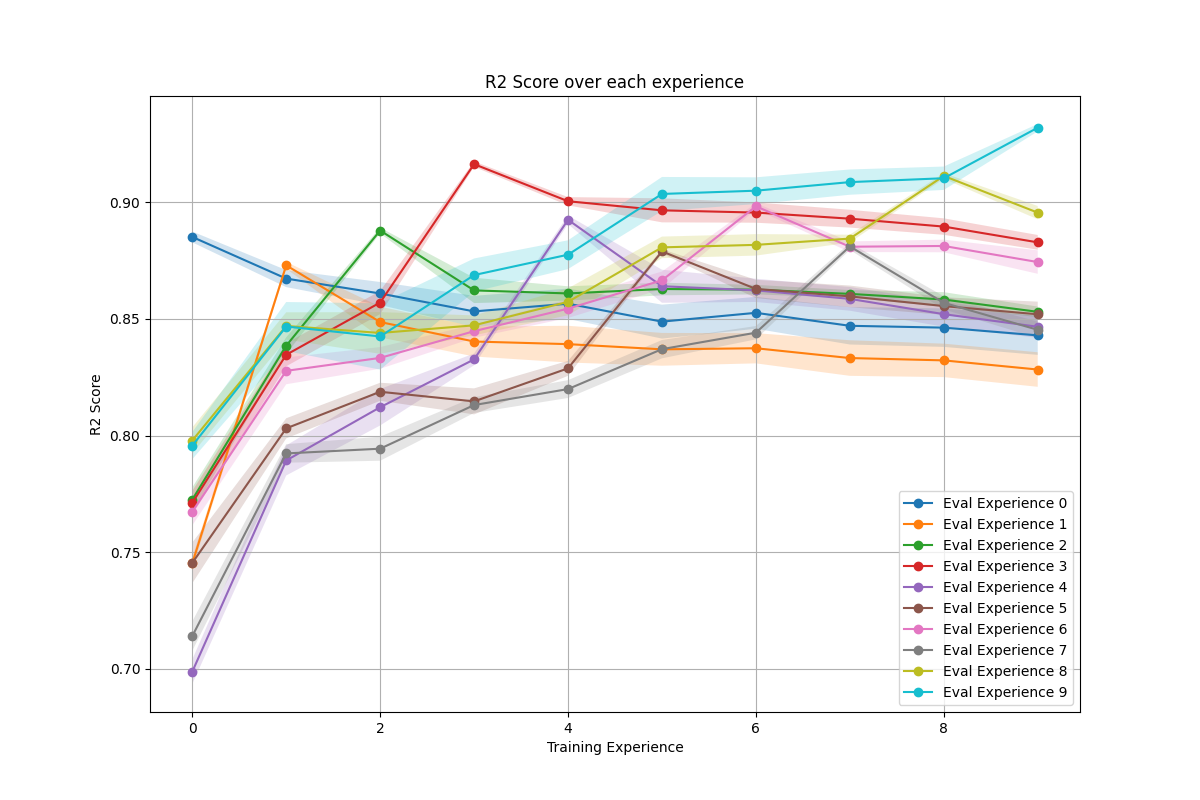 R2 Score over each experience
R2 Score
0.90
0.85
0.80
0.75
0.70
0 2 4 6 8
Training Experience
Eval Experience 0
Eval Experience 1
Eval Experience 2
Eval Experience 3
Eval Experience 4
Eval Experience 5
Eval Experience 6
Eval Experience 7
Eval Experience 8
Eval Experience 9